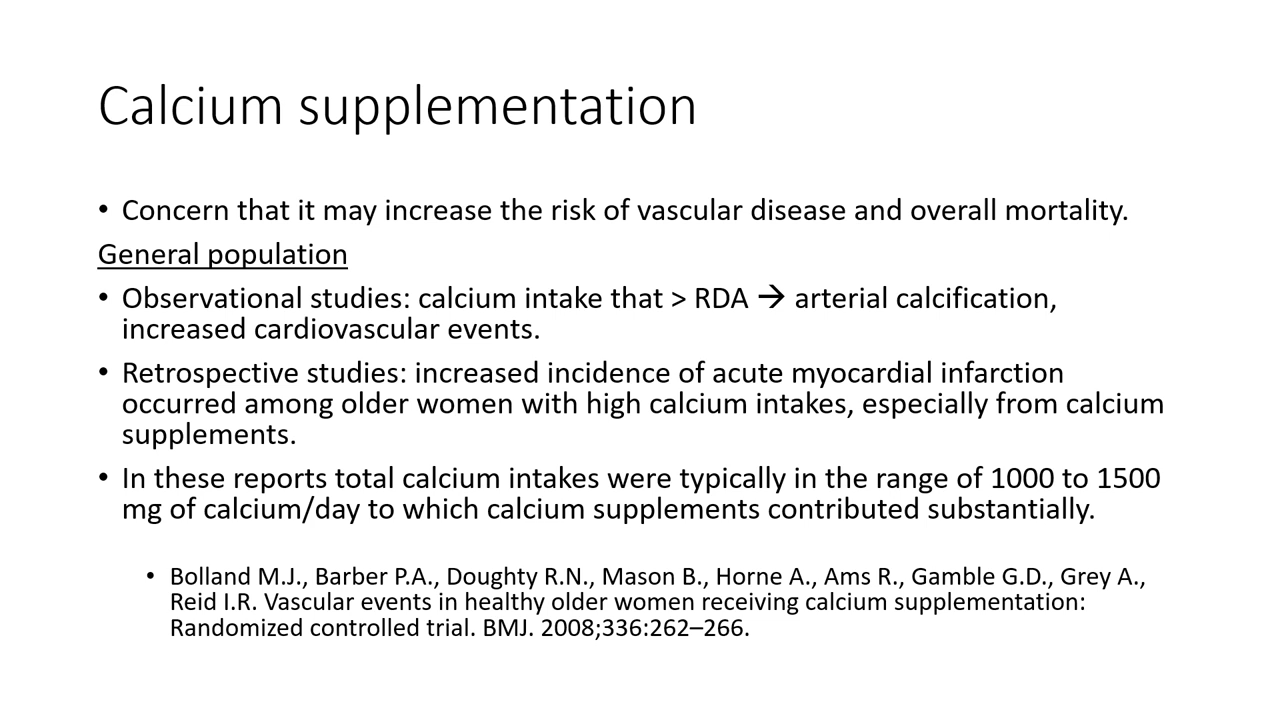 Calcium supplementation
• Concern that it may increase the risk of vascular disease and overall mortality.
General population
• Observational studies: calcium intake that > RDA → arterial calcification,
increased cardiovascular events.
• Retrospective studies: increased incidence of acute myocardial infarction
occurred among older women with high calcium intakes, especially from calcium
supplements.
• In these reports total calcium intakes were typically in the range of 1000 to 1500
mg of calcium/day to which calcium supplements contributed substantially.
• Bolland M.J., Barber P.A., Doughty R.N., Mason B., Horne A., Ams R., Gamble G.D., Grey A.,
Reid I.R. Vascular events in healthy older women receiving calcium supplementation:
Randomized controlled trial. BMJ. 2008;336:262–266.